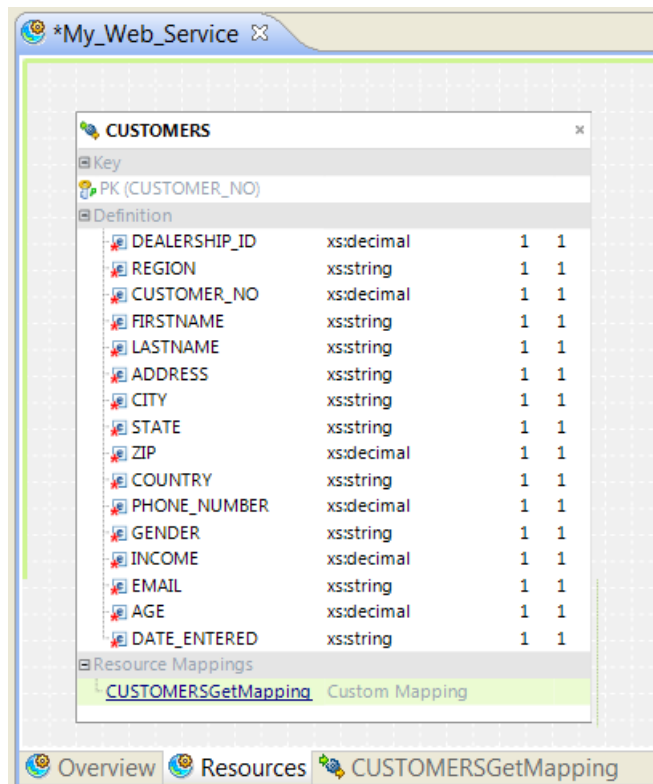 *My_Web_Service
CUSTOMERS
Key
PK (CUSTOMER_NO)
Definition
DEALERSHIP_ID xs:decimal 1 1
REGION xs:string 1 1
CUSTOMER_NO xs:decimal 1 1
FIRSTNAME xs:string 1 1
LASTNAME xs:string 1 1
ADDRESS xs:string 1 1
CITY xs:string 1 1
STATE xs:string 1 1
ZIP xs:decimal 1 1
COUNTRY xs:string 1 1
PHONE_NUMBER xs:decimal 1 1
GENDER xs:string 1 1
INCOME xs:decimal 1 1
EMAIL xs:string 1 1
AGE xs:decimal 1 1
DATE_ENTERED xs:string 1 1
Resource Mappings
CUSTOMERSGetMapping Custom Mapping
Overview Resources CUSTOMERSGetMapping